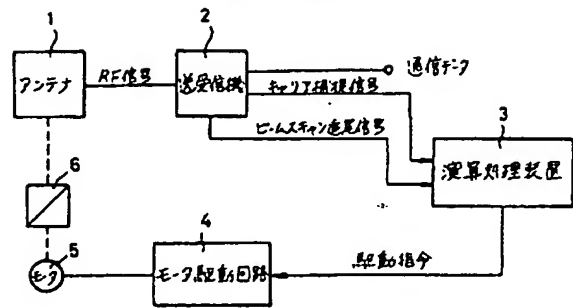 1
アンテナ
RF信号
2
送受信機
通信データ
キャリア捕捉信号
ビームスキャン追尾信号
3
演算処理装置
6
5
モータ
4
モータ駆動回路
駆動指令